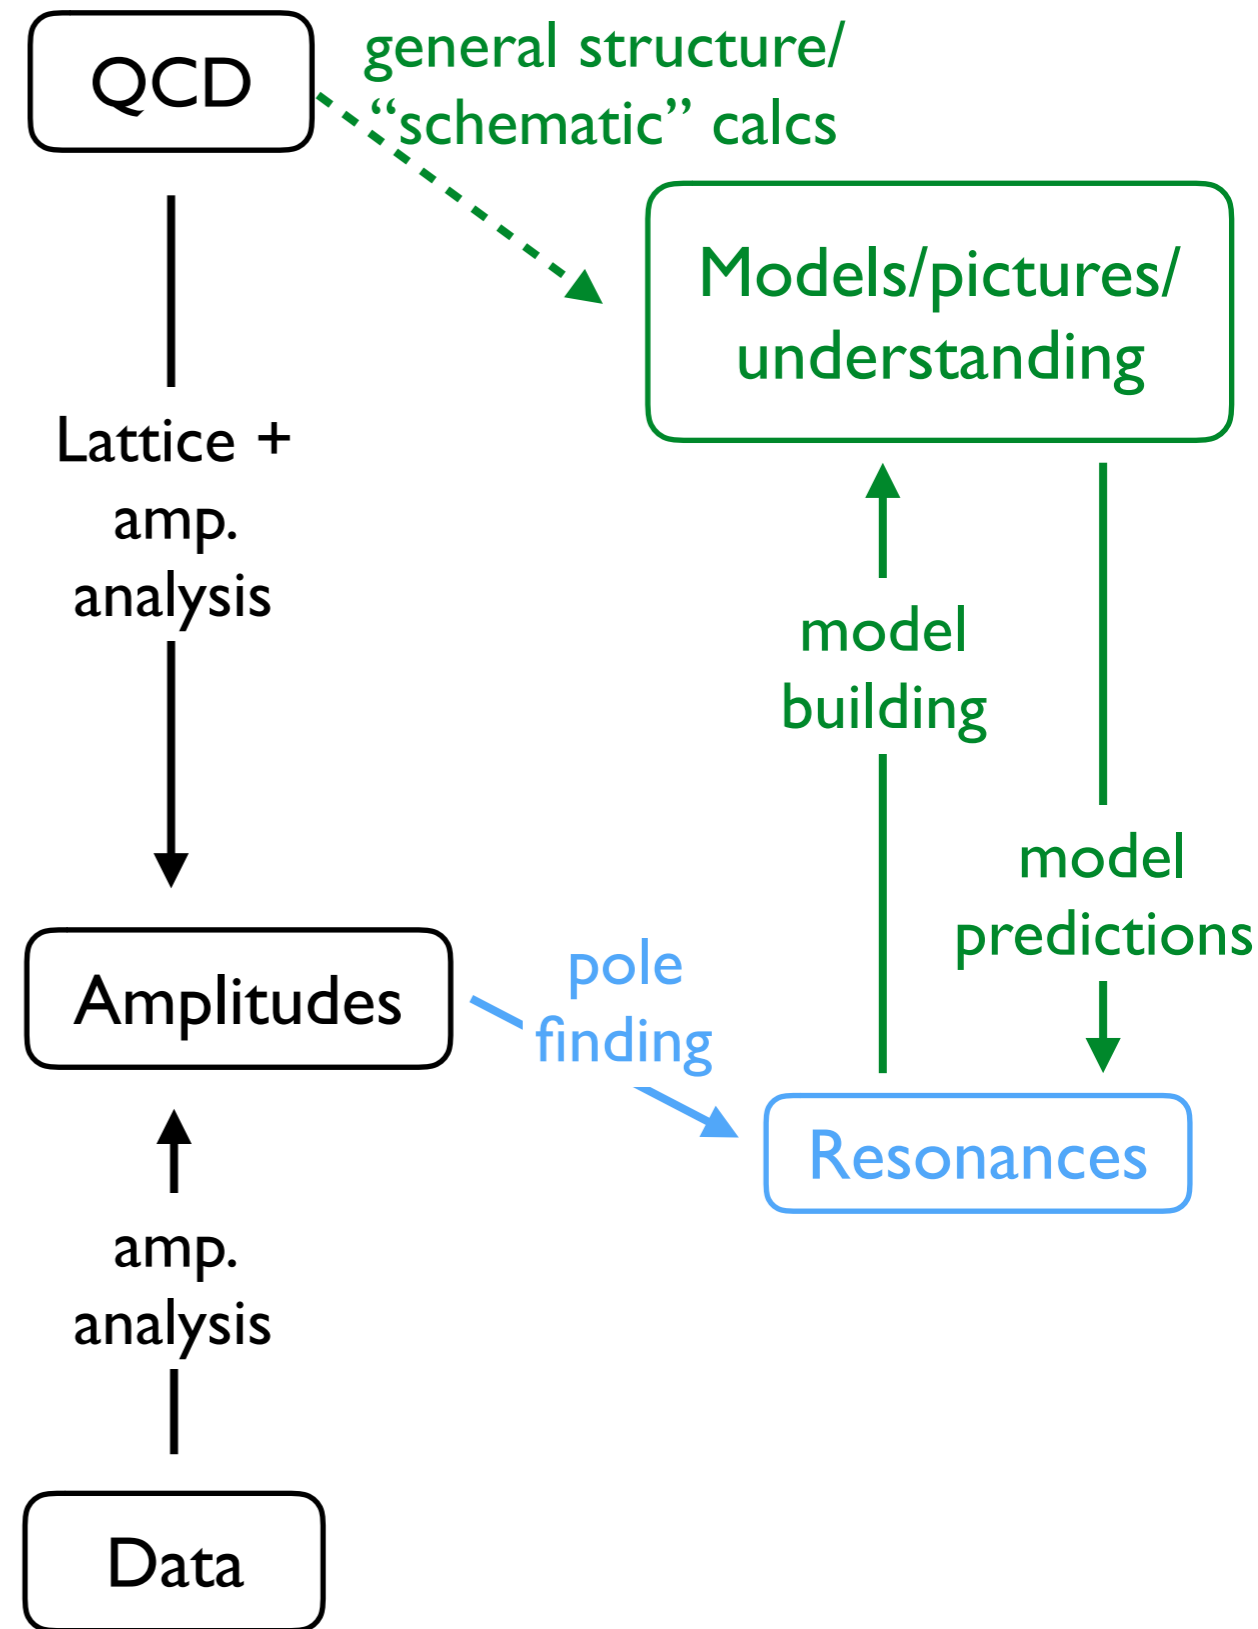 QCD
general structure/
“schematic” calcs
Models/pictures/
understanding
Lattice +
amp.
analysis
model
building
model
predictions
Amplitudes
pole
finding
Resonances
amp.
analysis
Data